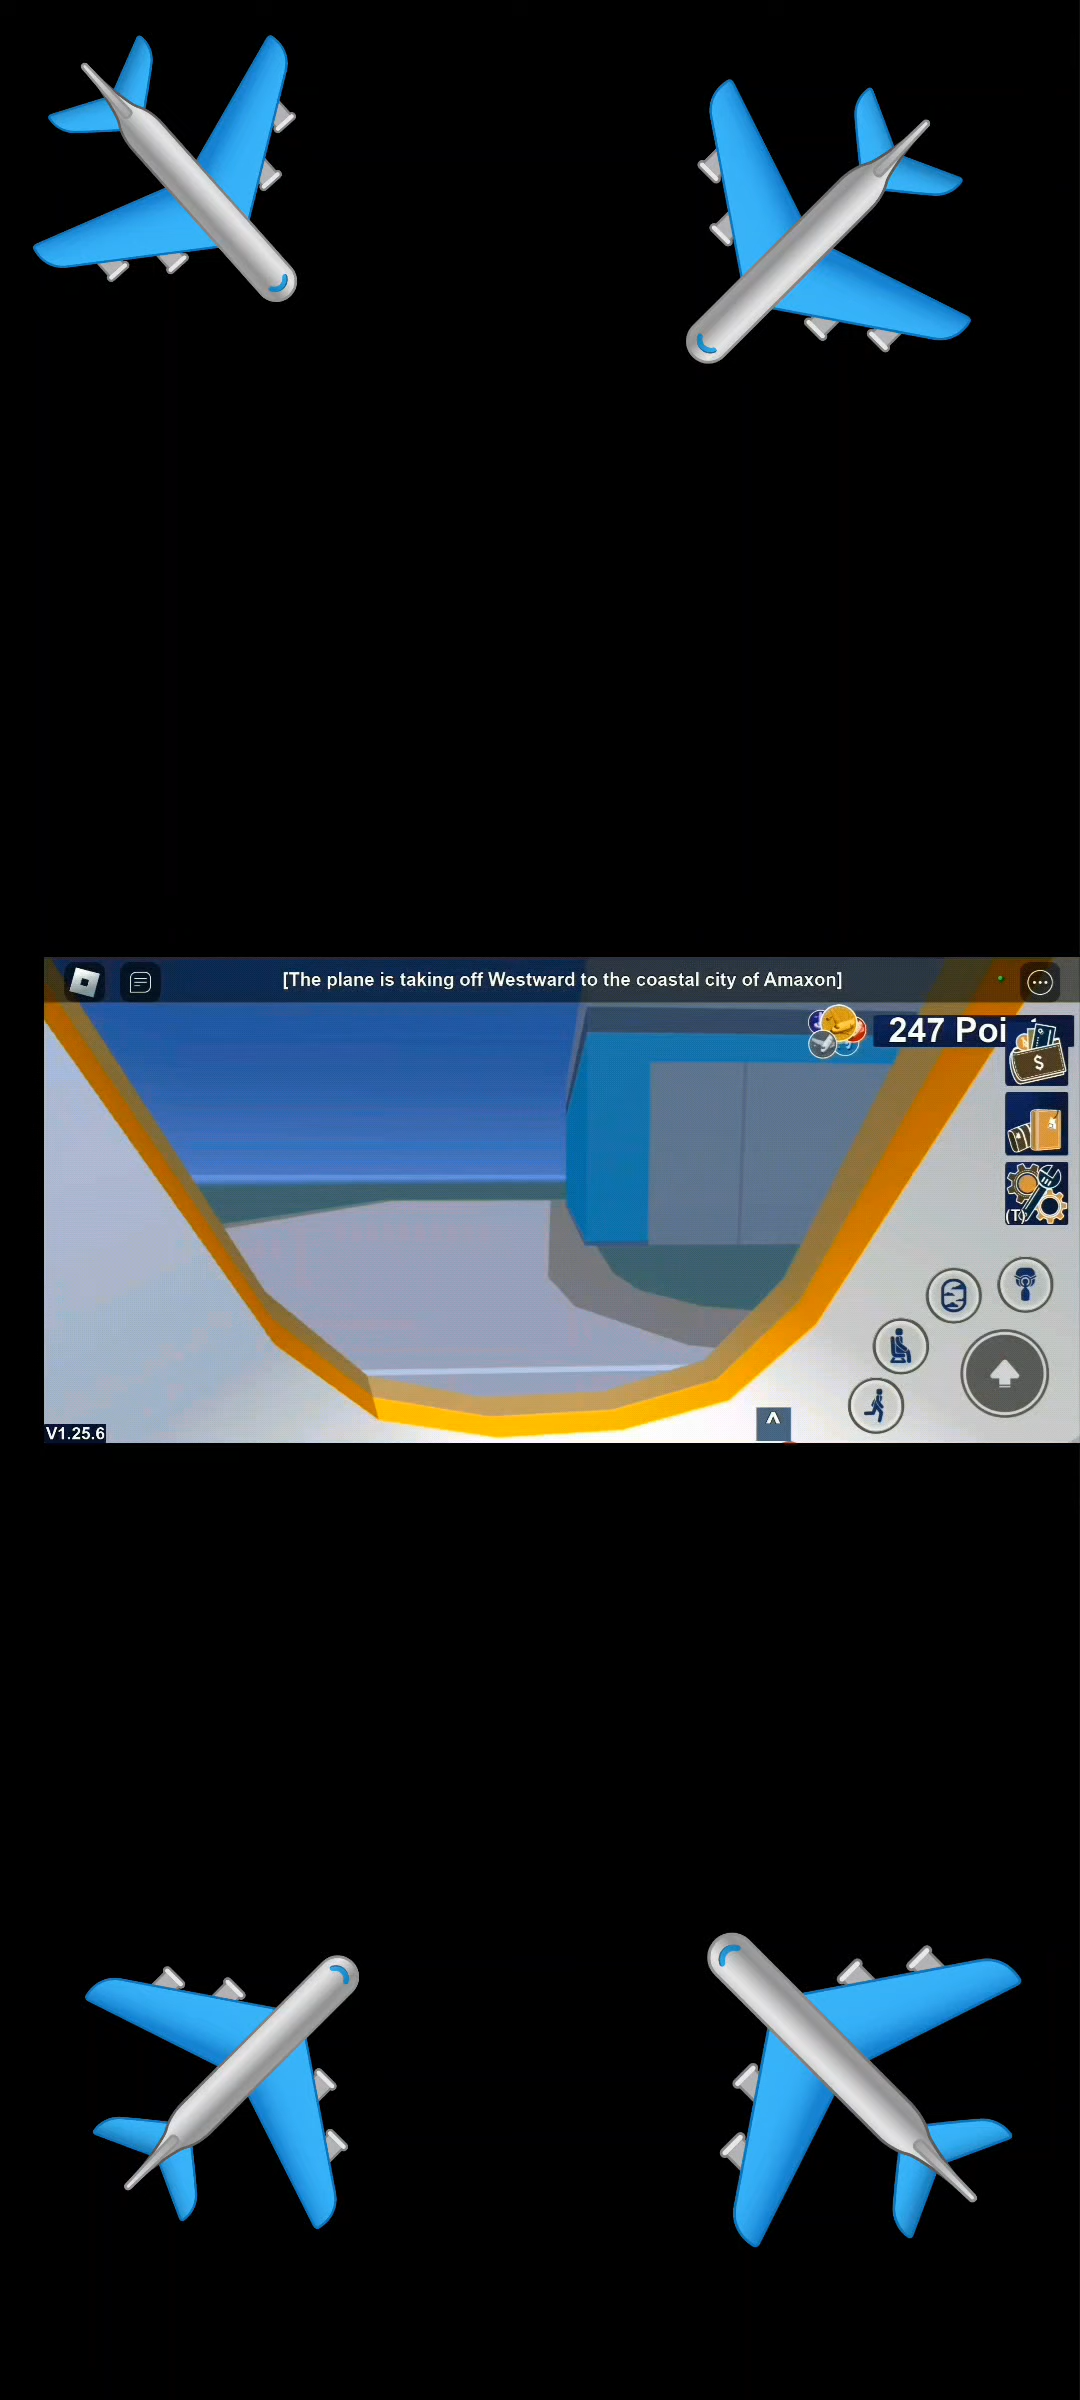 [The plane is taking off Westward to the coastal city of Amaxon]
247 Poi
$
(T)
^
V1.25.6